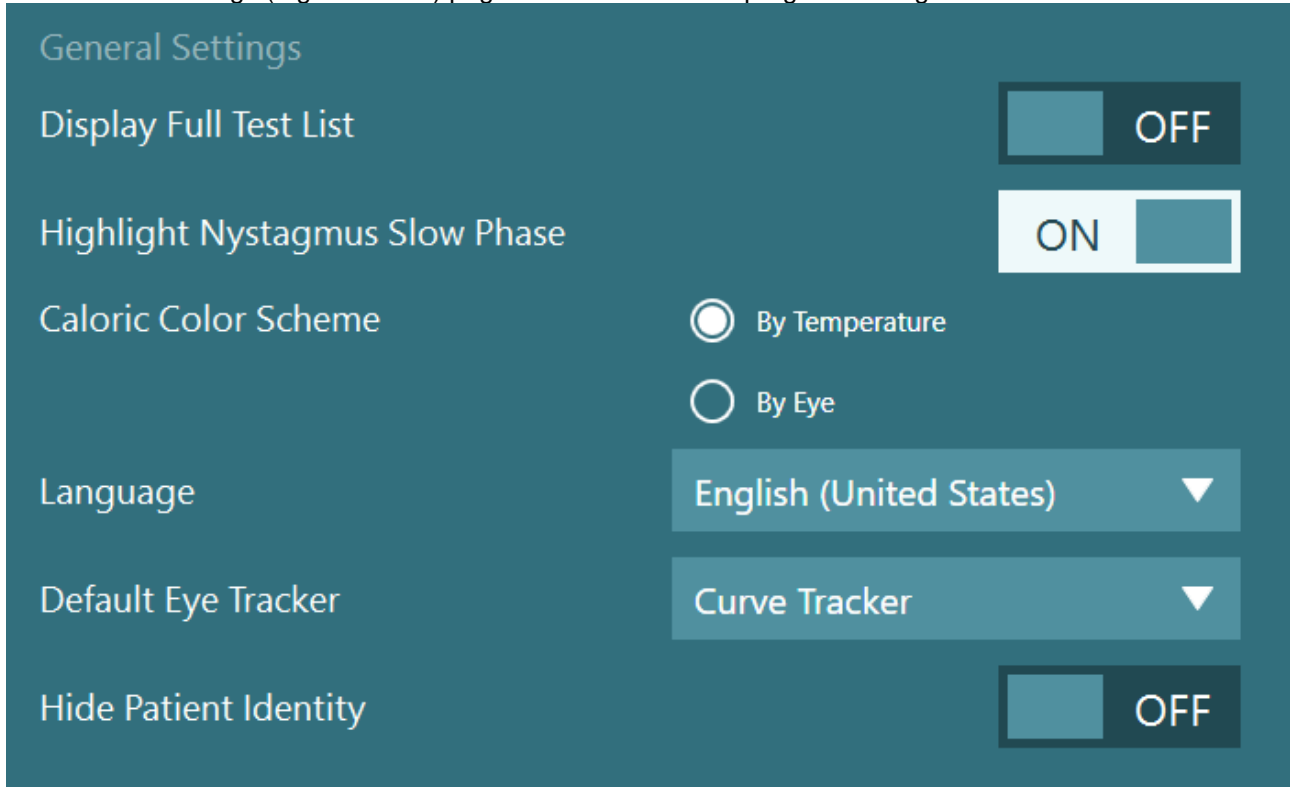 General Settings
Display Full Test List OFF
Highlight Nystagmus Slow Phase ON
Caloric Color Scheme By Temperature
By Eye
Language English (United States)
Default Eye Tracker Curve Tracker
Hide Patient Identity OFF